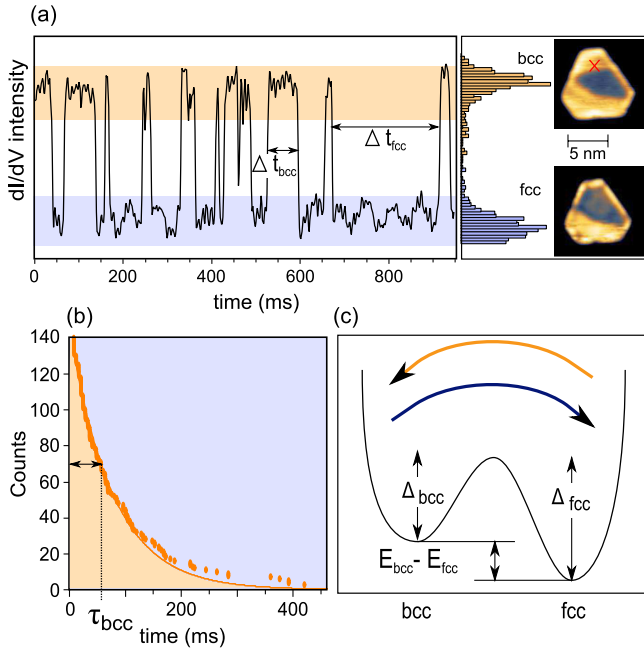 (a)
dI/dV intensity
Δ t_bcc
Δ t_fcc
0 200 400 600 800
time (ms)
bcc
X
5 nm
fcc
(b)
Counts
140
120
100
80
60
40
20
0
0 200 400
τ_bcc
time (ms)
(c)
Δ_bcc
Δ_fcc
E_bcc - E_fcc
bcc fcc